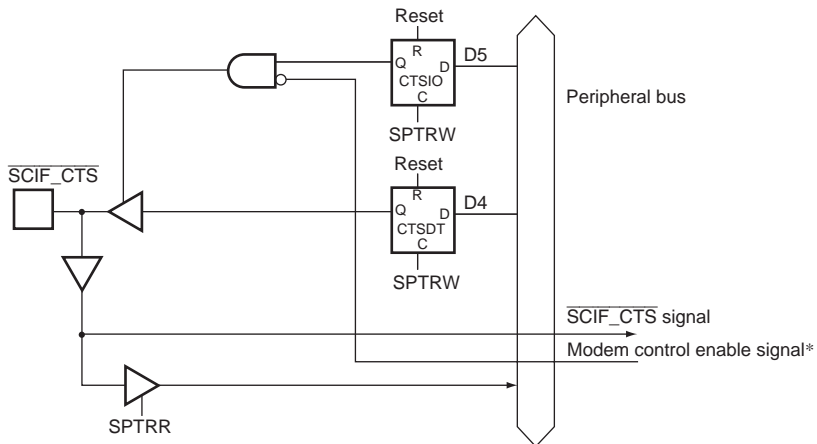 Reset
R
Q
D
D5
CTSIO
C
SPTRW
Peripheral bus
Reset
SCIF_CTS
R
Q
D
D4
CTSDT
C
SPTRW
SCIF_CTS signal
Modem control enable signal*
SPTRR